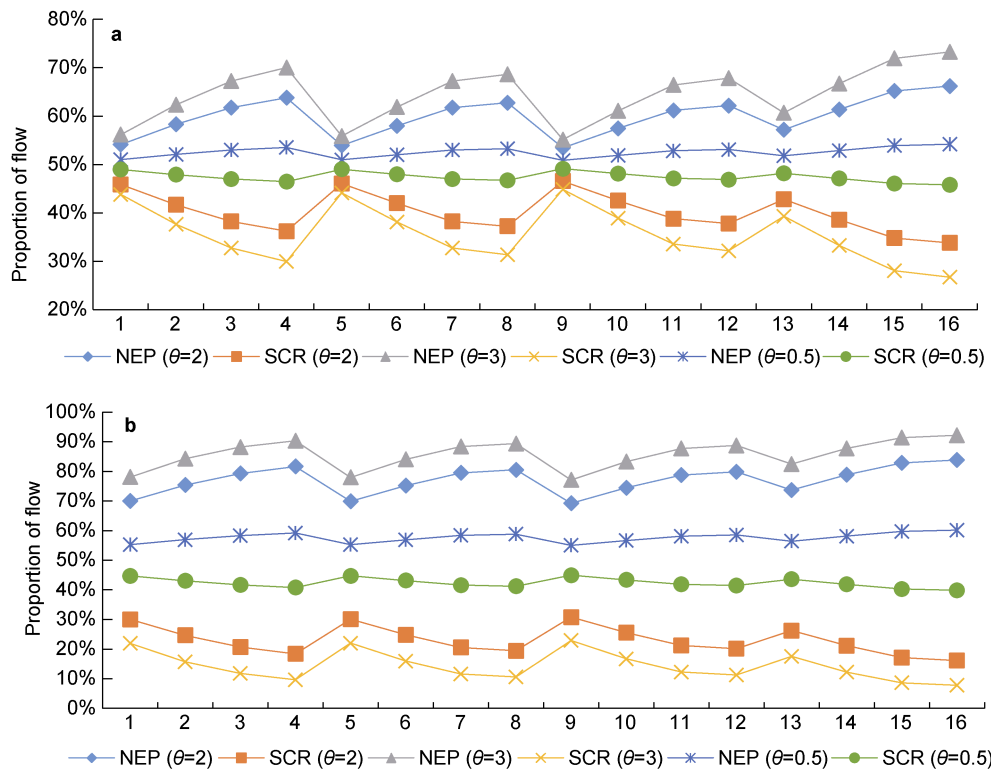 a
Proportion of flow
80%
70%
60%
50%
40%
30%
20%
1 2 3 4 5 6 7 8 9 10 11 12 13 14 15 16
NEP (θ=2) SCR (θ=2) NEP (θ=3) SCR (θ=3) NEP (θ=0.5) SCR (θ=0.5)
b
Proportion of flow
100%
90%
80%
70%
60%
50%
40%
30%
20%
10%
0%
1 2 3 4 5 6 7 8 9 10 11 12 13 14 15 16
NEP (θ=2) SCR (θ=2) NEP (θ=3) SCR (θ=3) NEP (θ=0.5) SCR (θ=0.5)